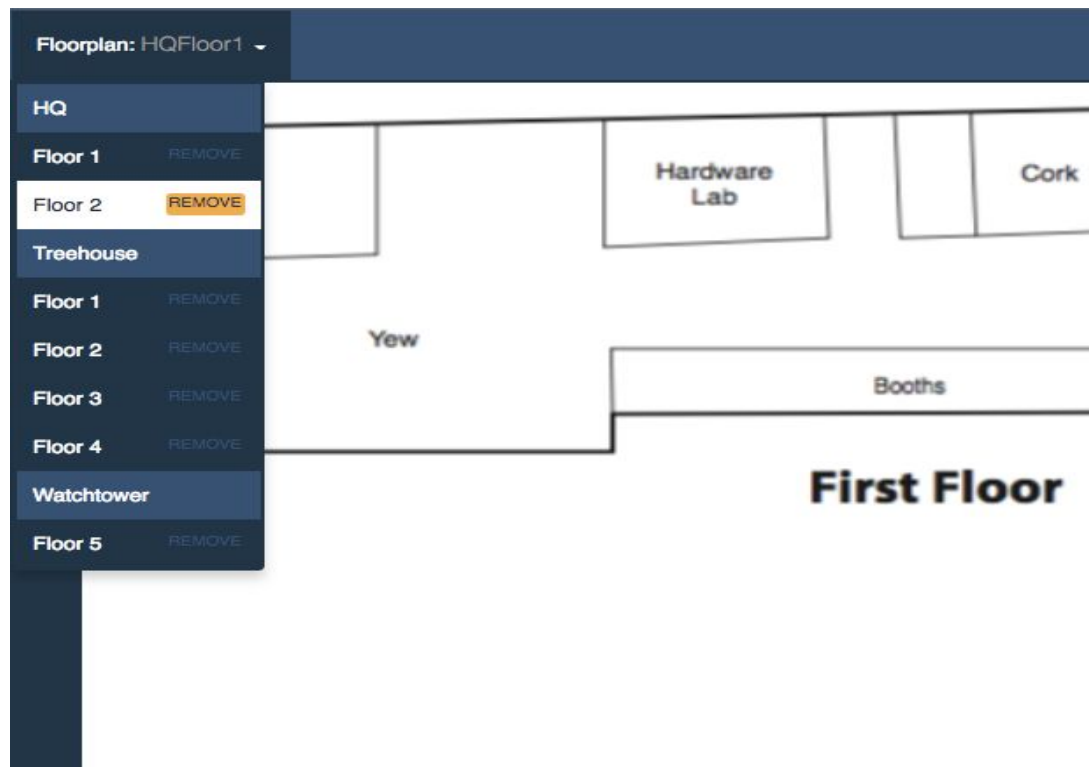 Floorplan: HQFloor1
HQ
Floor 1 REMOVE
Floor 2 REMOVE
Treehouse
Floor 1 REMOVE
Floor 2 REMOVE
Floor 3 REMOVE
Floor 4 REMOVE
Watchtower
Floor 5 REMOVE
Hardware
Lab
Cork
Yew
Booths
First Floor